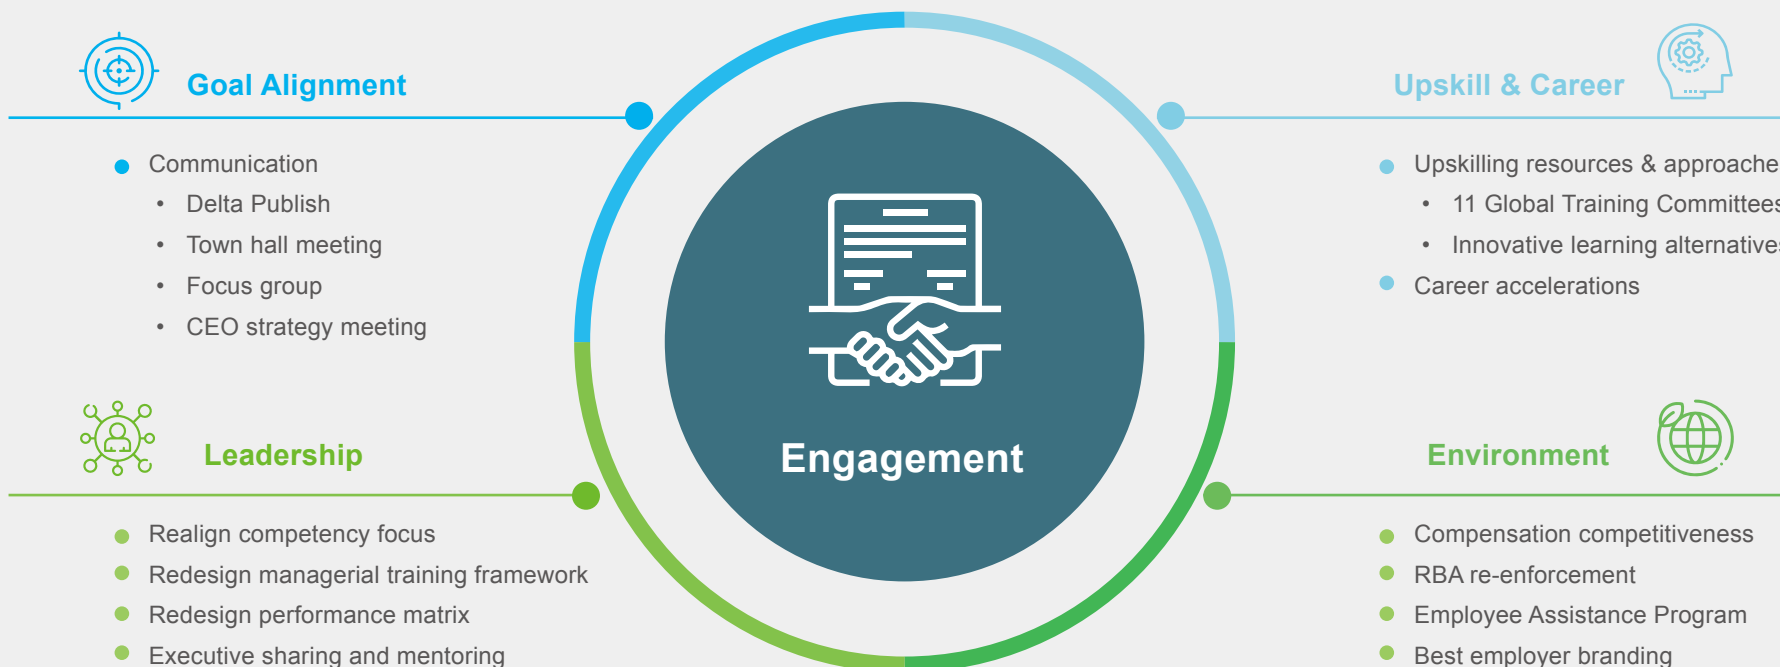 Goal Alignment
Communication
Delta Publish
Town hall meeting
Focus group
CEO strategy meeting
Leadership
Realign competency focus
Redesign managerial training framework
Redesign performance matrix
Executive sharing and mentoring
Engagement
Upskill & Career
Upskilling resources & approache
11 Global Training Committees
Innovative learning alternatives
Career accelerations
Environment
Compensation competitiveness
RBA re-enforcement
Employee Assistance Program
Best employer branding